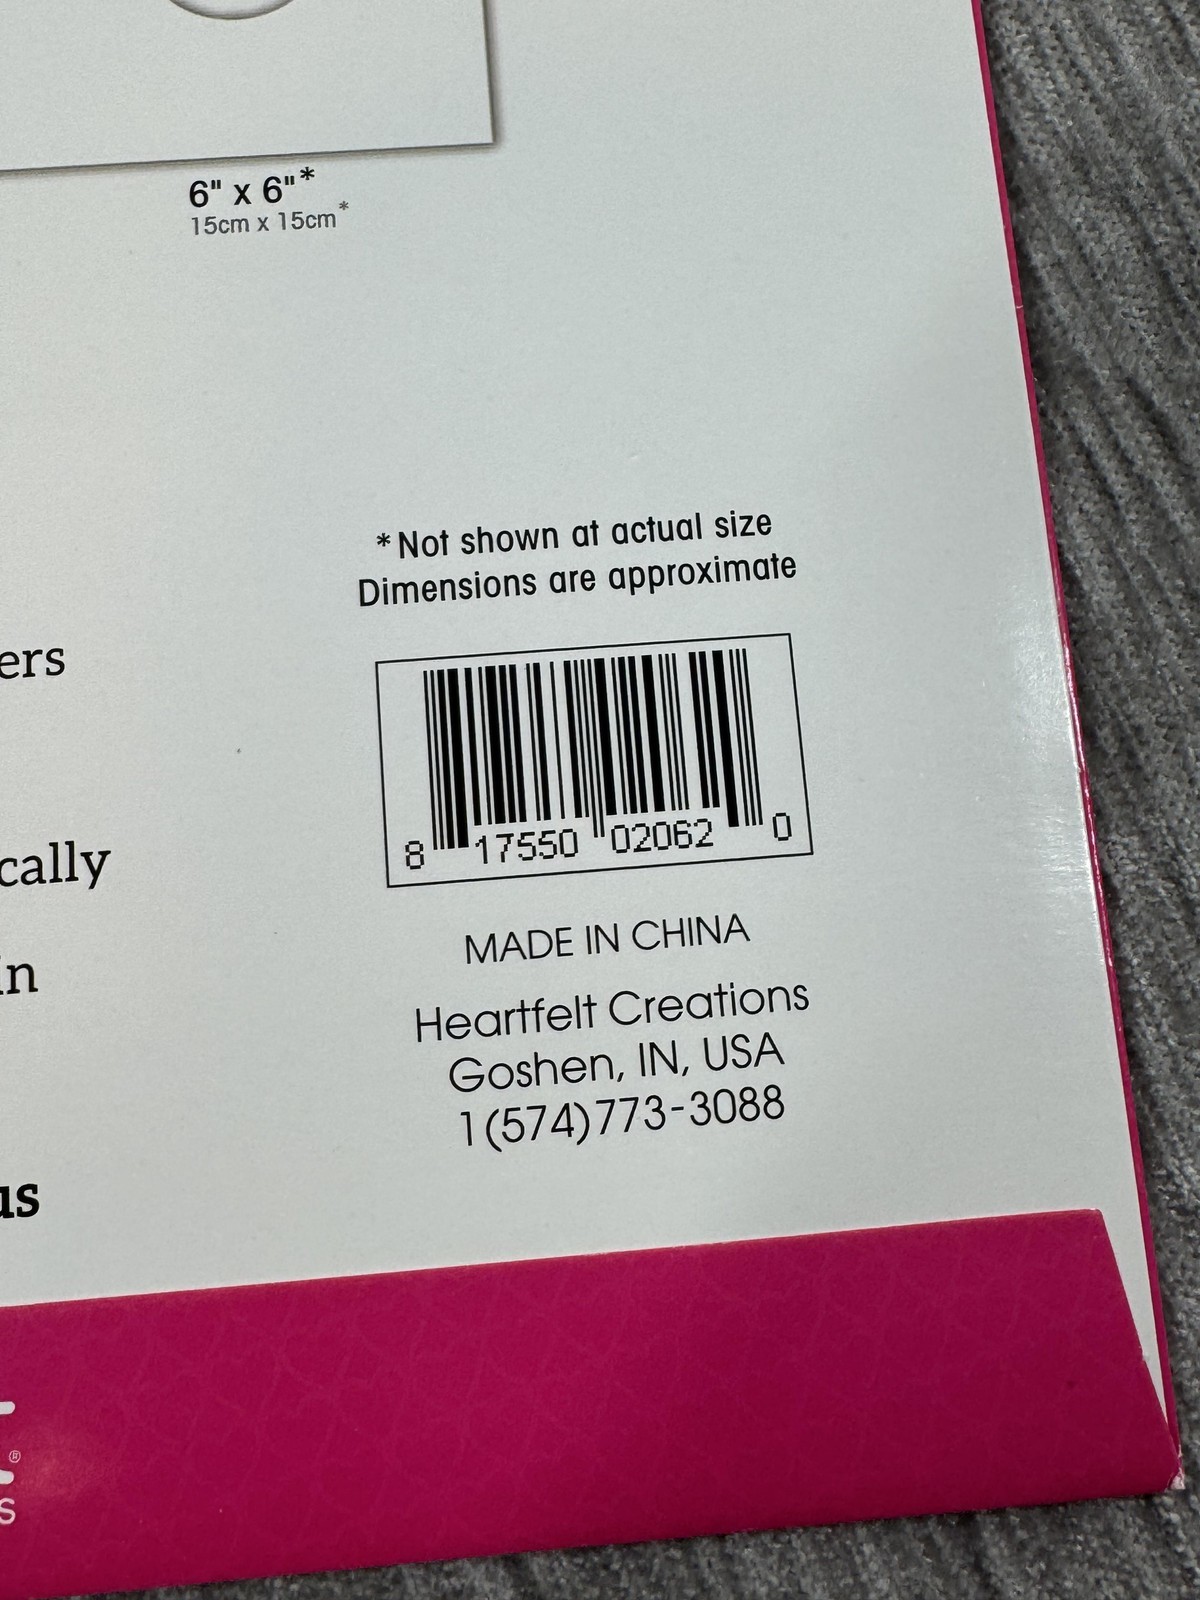 6" x 6"*
15cm x 15cm*
*Not shown at actual size
Dimensions are approximate
ers
8 17550 02062 0
cally
in
MADE IN CHINA
Heartfelt Creations
Goshen, IN, USA
1(574)773-3088
us
®
S